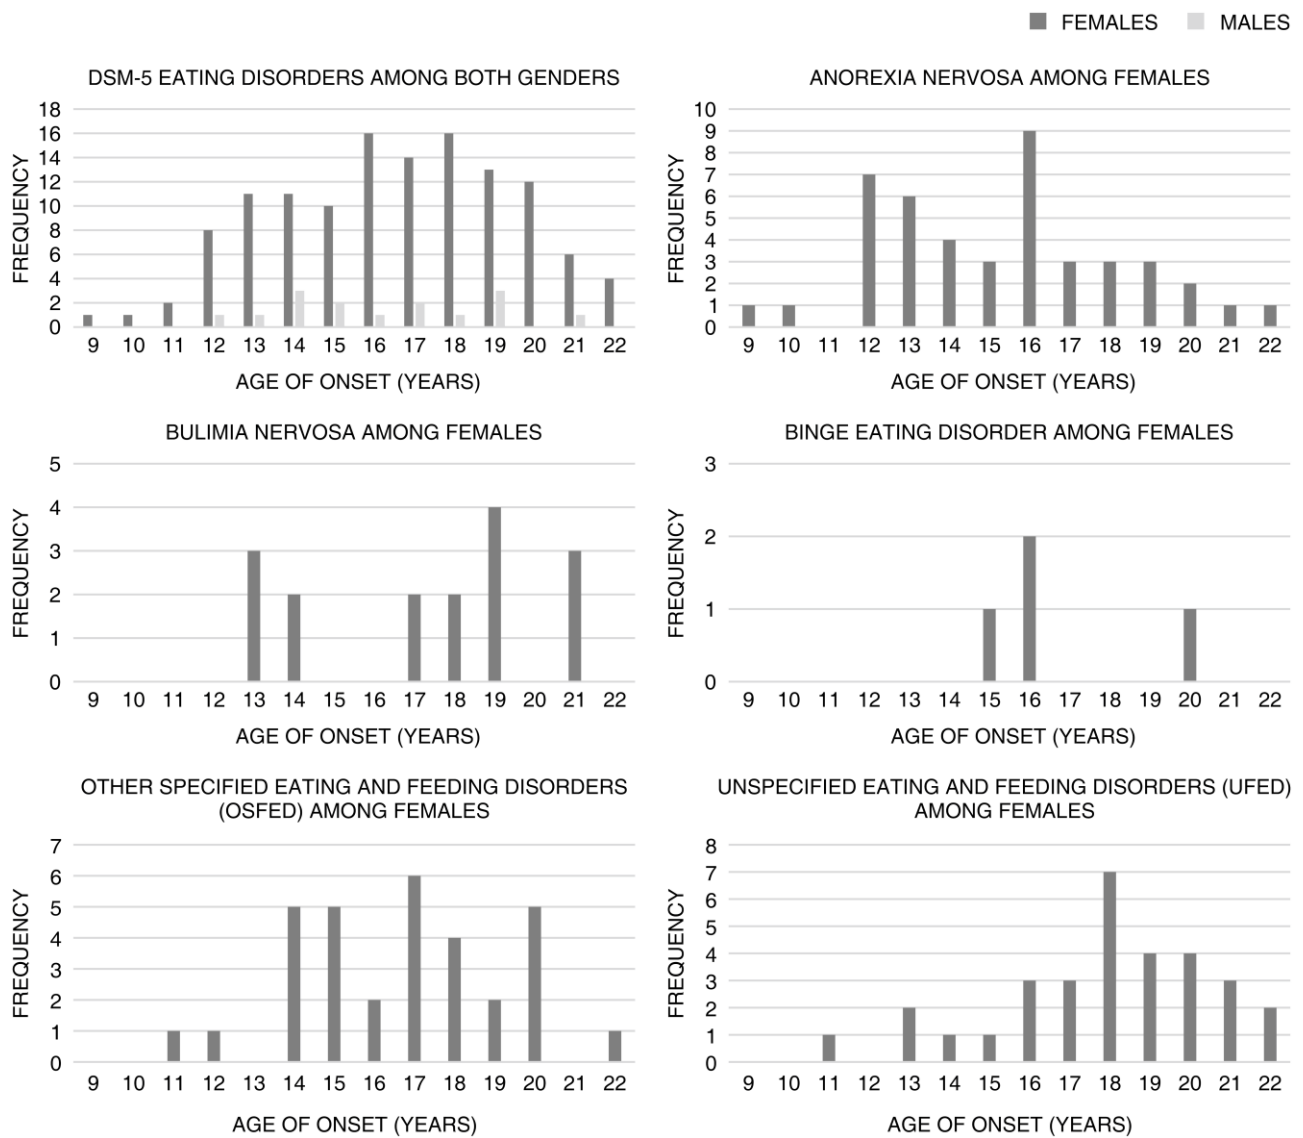 FEMALES MALES
DSM-5 EATING DISORDERS AMONG BOTH GENDERS
18
16
14
12
10
8
6
4
2
0
FREQUENCY
9 10 11 12 13 14 15 16 17 18 19 20 21 22
AGE OF ONSET (YEARS)
ANOREXIA NERVOSA AMONG FEMALES
10
9
8
7
6
5
4
3
2
1
0
FREQUENCY
9 10 11 12 13 14 15 16 17 18 19 20 21 22
AGE OF ONSET (YEARS)
BULIMIA NERVOSA AMONG FEMALES
5
4
3
2
1
0
FREQUENCY
9 10 11 12 13 14 15 16 17 18 19 20 21 22
AGE OF ONSET (YEARS)
BINGE EATING DISORDER AMONG FEMALES
3
2
1
0
FREQUENCY
9 10 11 12 13 14 15 16 17 18 19 20 21 22
AGE OF ONSET (YEARS)
OTHER SPECIFIED EATING AND FEEDING DISORDERS
(OSFED) AMONG FEMALES
7
6
5
4
3
2
1
0
FREQUENCY
9 10 11 12 13 14 15 16 17 18 19 20 21 22
AGE OF ONSET (YEARS)
UNSPECIFIED EATING AND FEEDING DISORDERS (UFED)
AMONG FEMALES
8
7
6
5
4
3
2
1
0
FREQUENCY
9 10 11 12 13 14 15 16 17 18 19 20 21 22
AGE OF ONSET (YEARS)